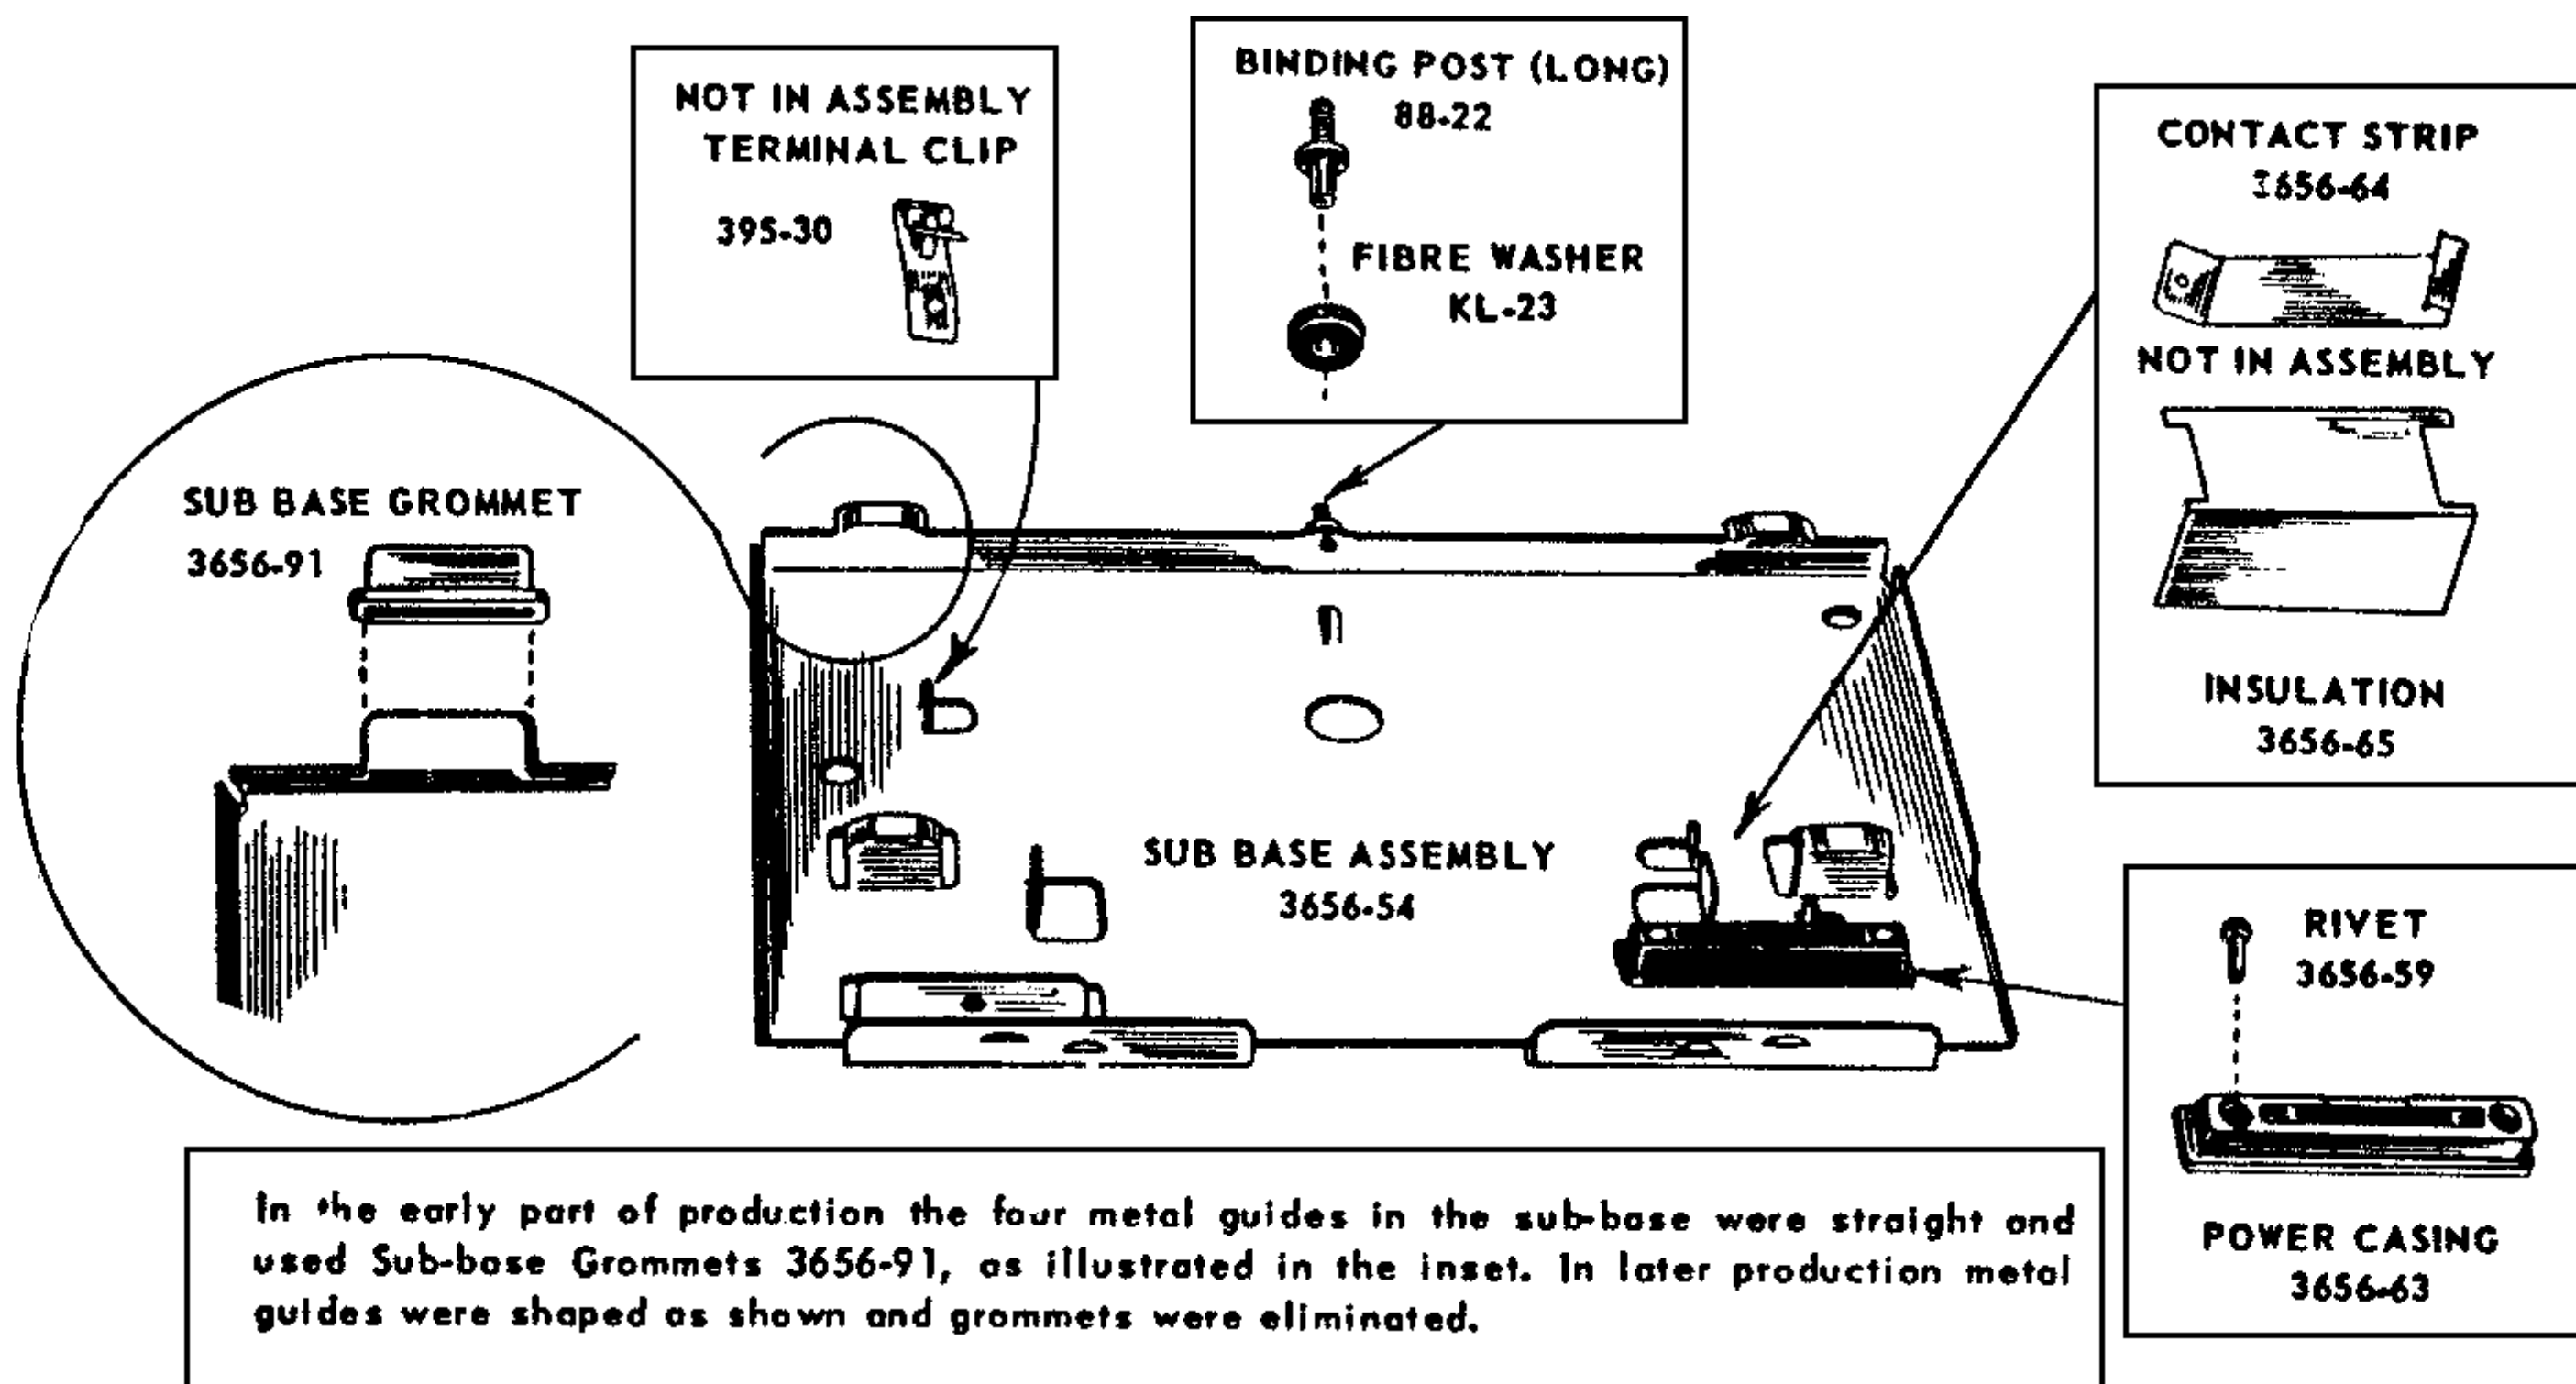 NOT IN ASSEMBLY
TERMINAL CLIP
395-30
BINDING POST (LONG)
88-22
FIBRE WASHER
KL-23
CONTACT STRIP
3656-64
NOT IN ASSEMBLY
INSULATION
3656-65
SUB BASE GROMMET
3656-91
SUB BASE ASSEMBLY
3656-54
RIVET
3656-59
POWER CASING
3656-63
In the early part of production the four metal guides in the sub-base were straight and
used Sub-base Grommets 3656-91, as illustrated in the inset. In later production metal
guides were shaped as shown and grommets were eliminated.